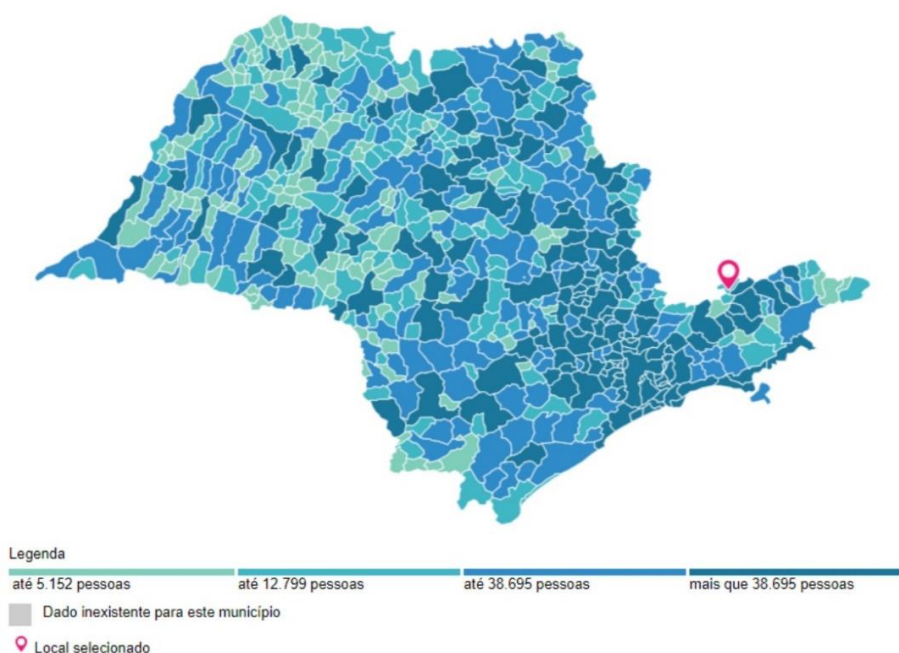 Legenda
até 5.152 pessoas até 12.799 pessoas até 38.695 pessoas mais que 38.695 pessoas
Dado inexistente para este município
Local selecionado